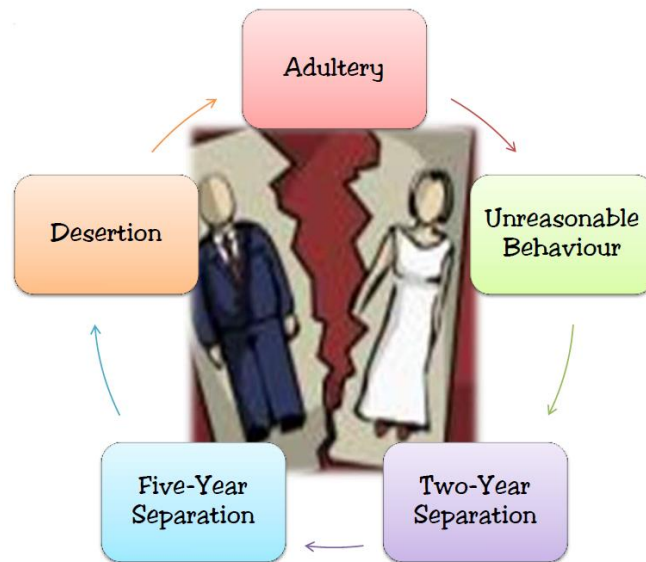 Adultery
Unreasonable
Behaviour
Two-Year
Separation
Five-Year
Separation
Desertion